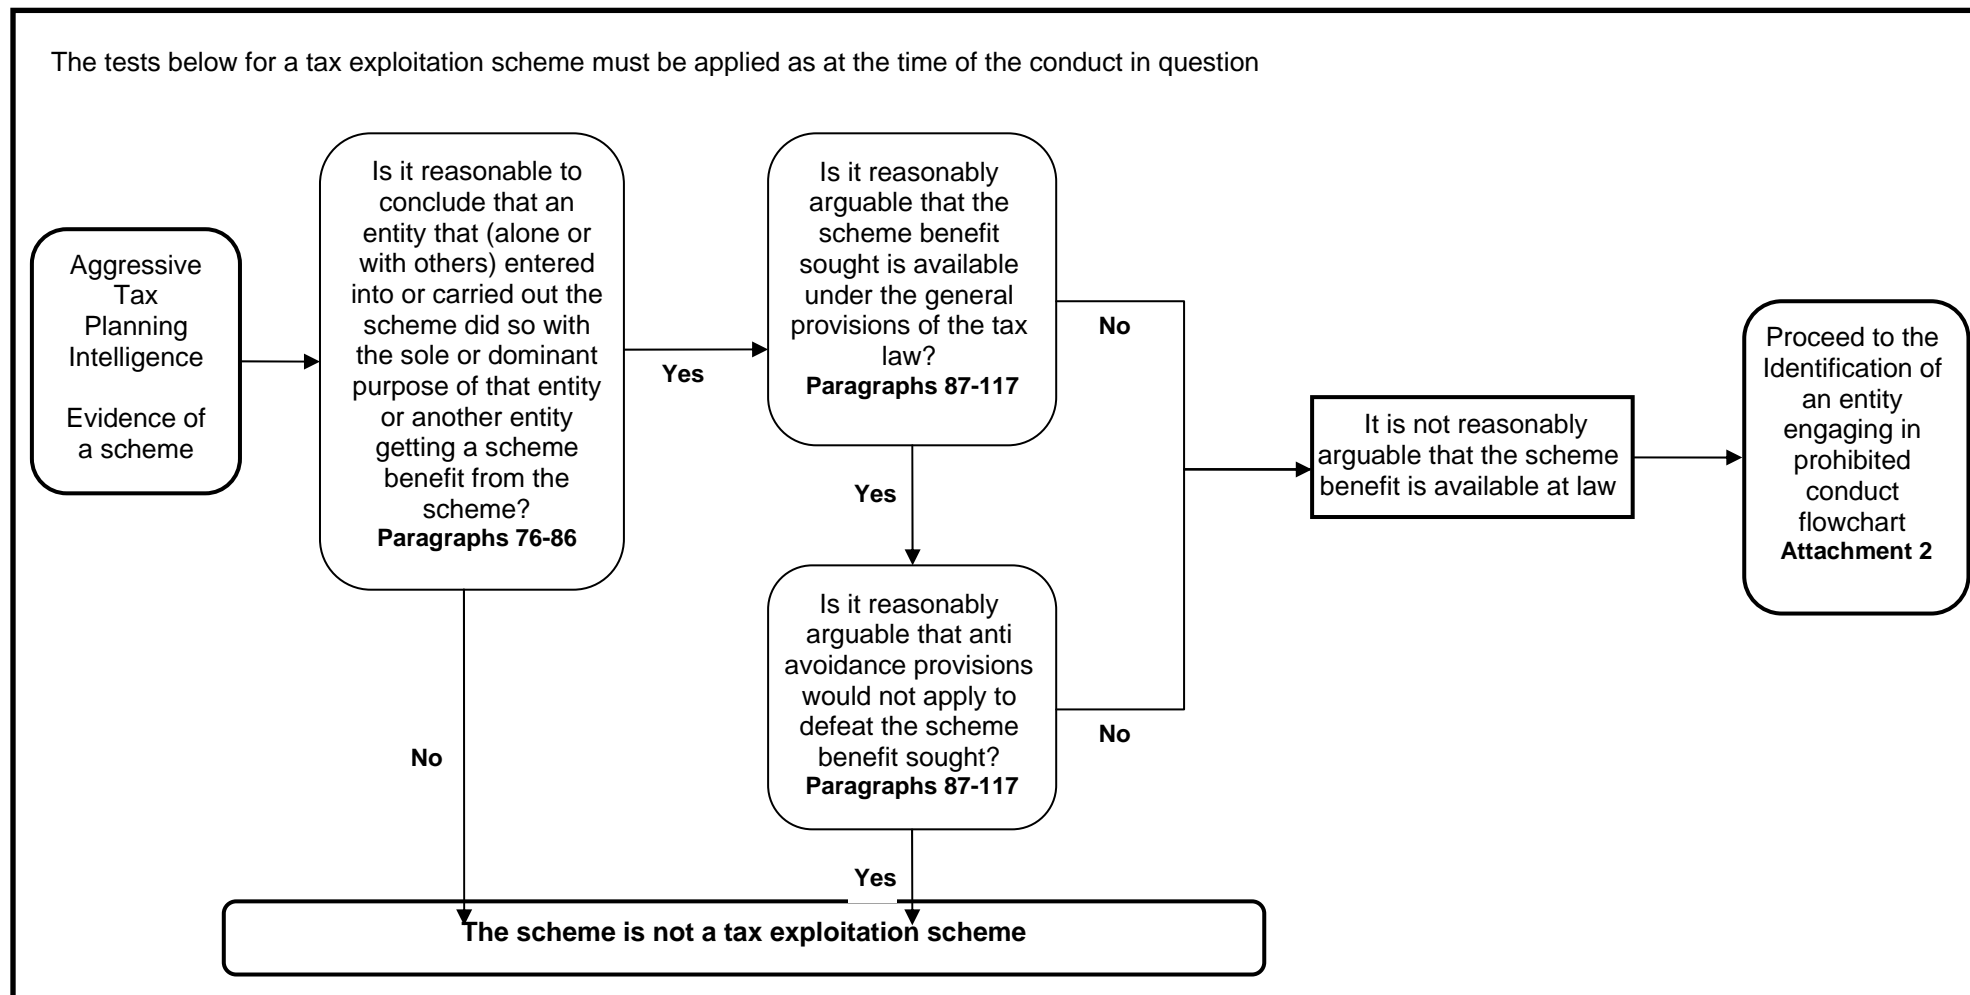 The tests below for a tax exploitation scheme must be applied as at the time of the conduct in question
Aggressive
Tax
Planning
Intelligence
Evidence of
a scheme
Is it reasonable to
conclude that an
entity that (alone or
with others) entered
into or carried out the
scheme did so with
the sole or dominant
purpose of that entity
or another entity
getting a scheme
benefit from the
scheme?
Paragraphs 76-86
Yes
No
Is it reasonably
arguable that the
scheme benefit
sought is available
under the general
provisions of the tax
law?
Paragraphs 87-117
No
Yes
Is it reasonably
arguable that anti
avoidance provisions
would not apply to
defeat the scheme
benefit sought?
Paragraphs 87-117
No
Yes
It is not reasonably
arguable that the scheme
benefit is available at law
Proceed to the
Identification of
an entity
engaging in
prohibited
conduct
flowchart
Attachment 2
The scheme is not a tax exploitation scheme